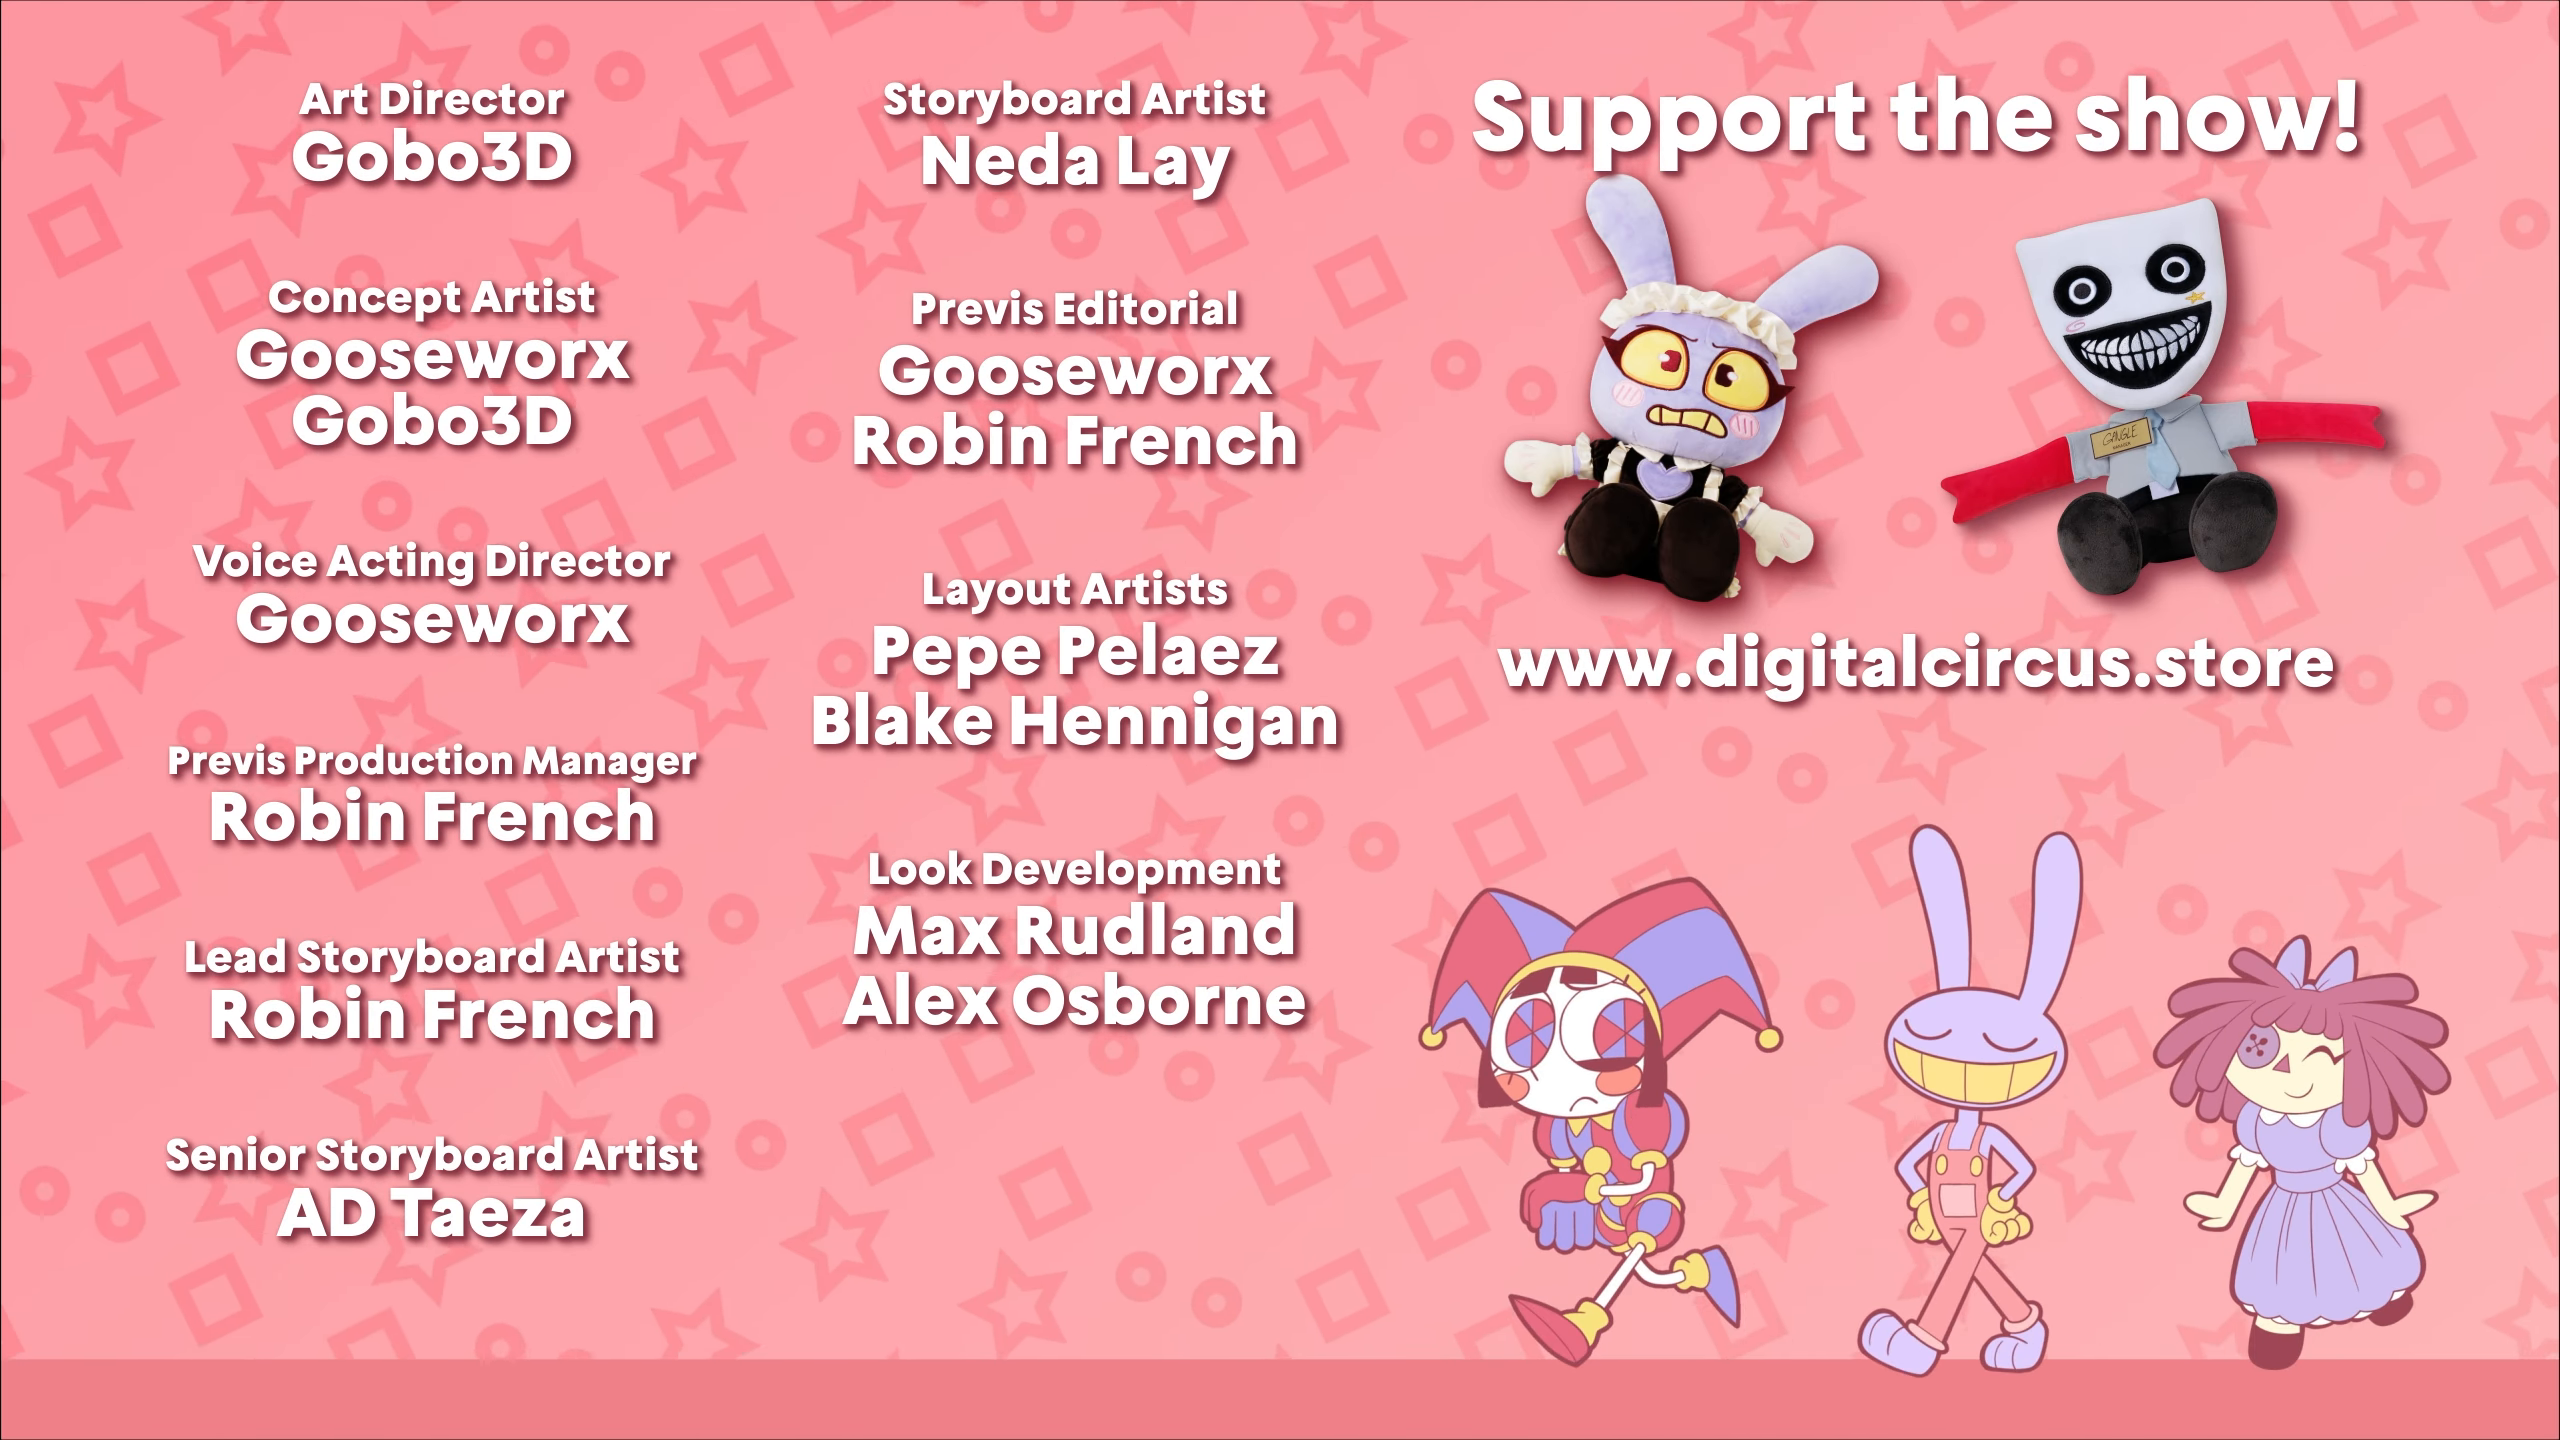 Art Director
Gobo3D
Concept Artist
Gooseworx
Gobo3D
Voice Acting Director
Gooseworx
Previs Production Manager
Robin French
Lead Storyboard Artist
Robin French
Senior Storyboard Artist
AD Taeza
Storyboard Artist
Neda Lay
Previs Editorial
Gooseworx
Robin French
Layout Artists
Pepe Pelaez
Blake Hennigan
Look Development
Max Rudland
Alex Osborne
Support the show!
GANGLE
MANAGER
www.digitalcircus.store